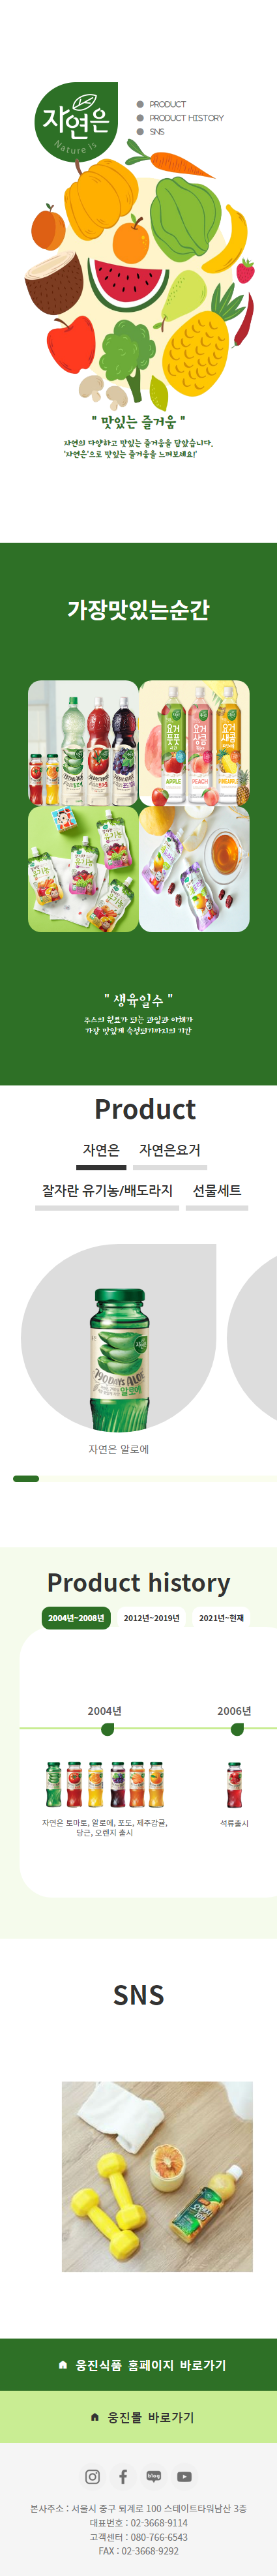 자연은
Nature is
PRODUCT
PRODUCT HISTORY
SNS
" 맛있는 즐거움 "
자연의 다양하고 맛있는 즐거움을 담았습니다.
'자연은'으로 맛있는 즐거움을 느껴보세요!'
가장맛있는순간
" 생육일수 "
주스의 원료가 되는 과일과 야채가
가장 맛있게 숙성되기까지의 기간
Product
자연은 자연은요거
잘자란 유기농/배도라지 선물세트
790 DAYS ALOE
알로에
자연은 알로에
Product history
2004년~2008년 2012년~2019년 2021년~현재
2004년 2006년
자연은 토마토, 알로에, 포도, 제주감귤,
당근, 오렌지 출시
석류출시
SNS
웅진식품 홈페이지 바로가기
웅진몰 바로가기
blog
본사주소 : 서울시 중구 퇴계로 100 스테이트타워남산 3층
대표번호 : 02-3668-9114
고객센터 : 080-766-6543
FAX : 02-3668-9292